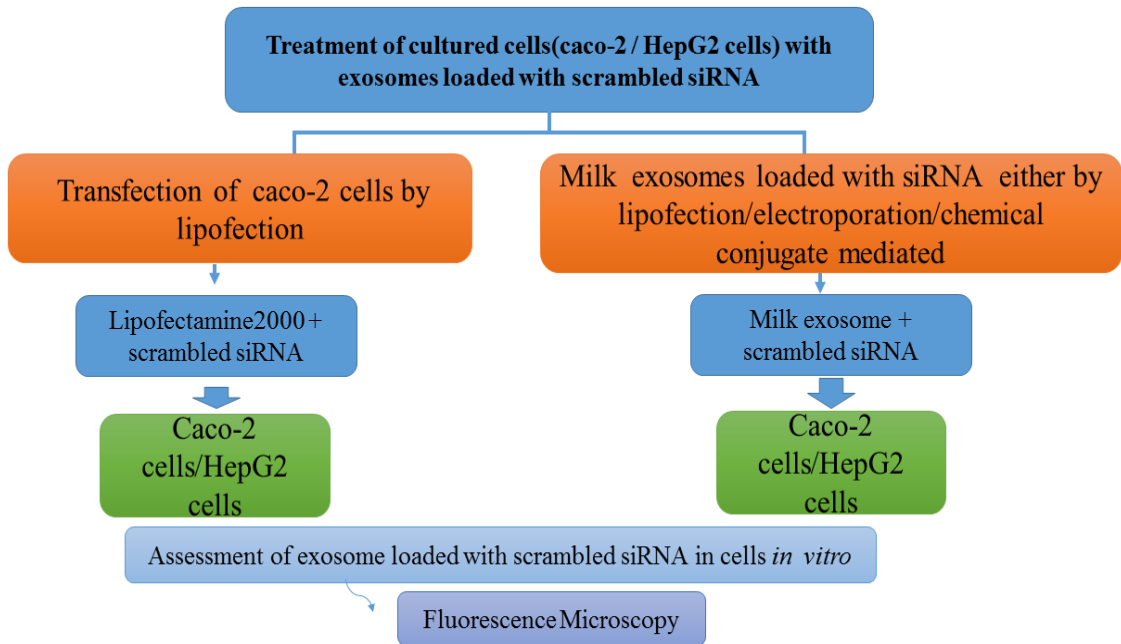 Treatment of cultured cells(caco-2 / HepG2 cells) with
exosomes loaded with scrambled siRNA
Transfection of caco-2 cells by
lipofection
Milk exosomes loaded with siRNA either by
lipofection/electroporation/chemical
conjugate mediated
Lipofectamine2000 +
scrambled siRNA
Milk exosome +
scrambled siRNA
Caco-2
cells/HepG2
cells
Caco-2
cells/HepG2
cells
Assessment of exosome loaded with scrambled siRNA in cells in vitro
Fluorescence Microscopy